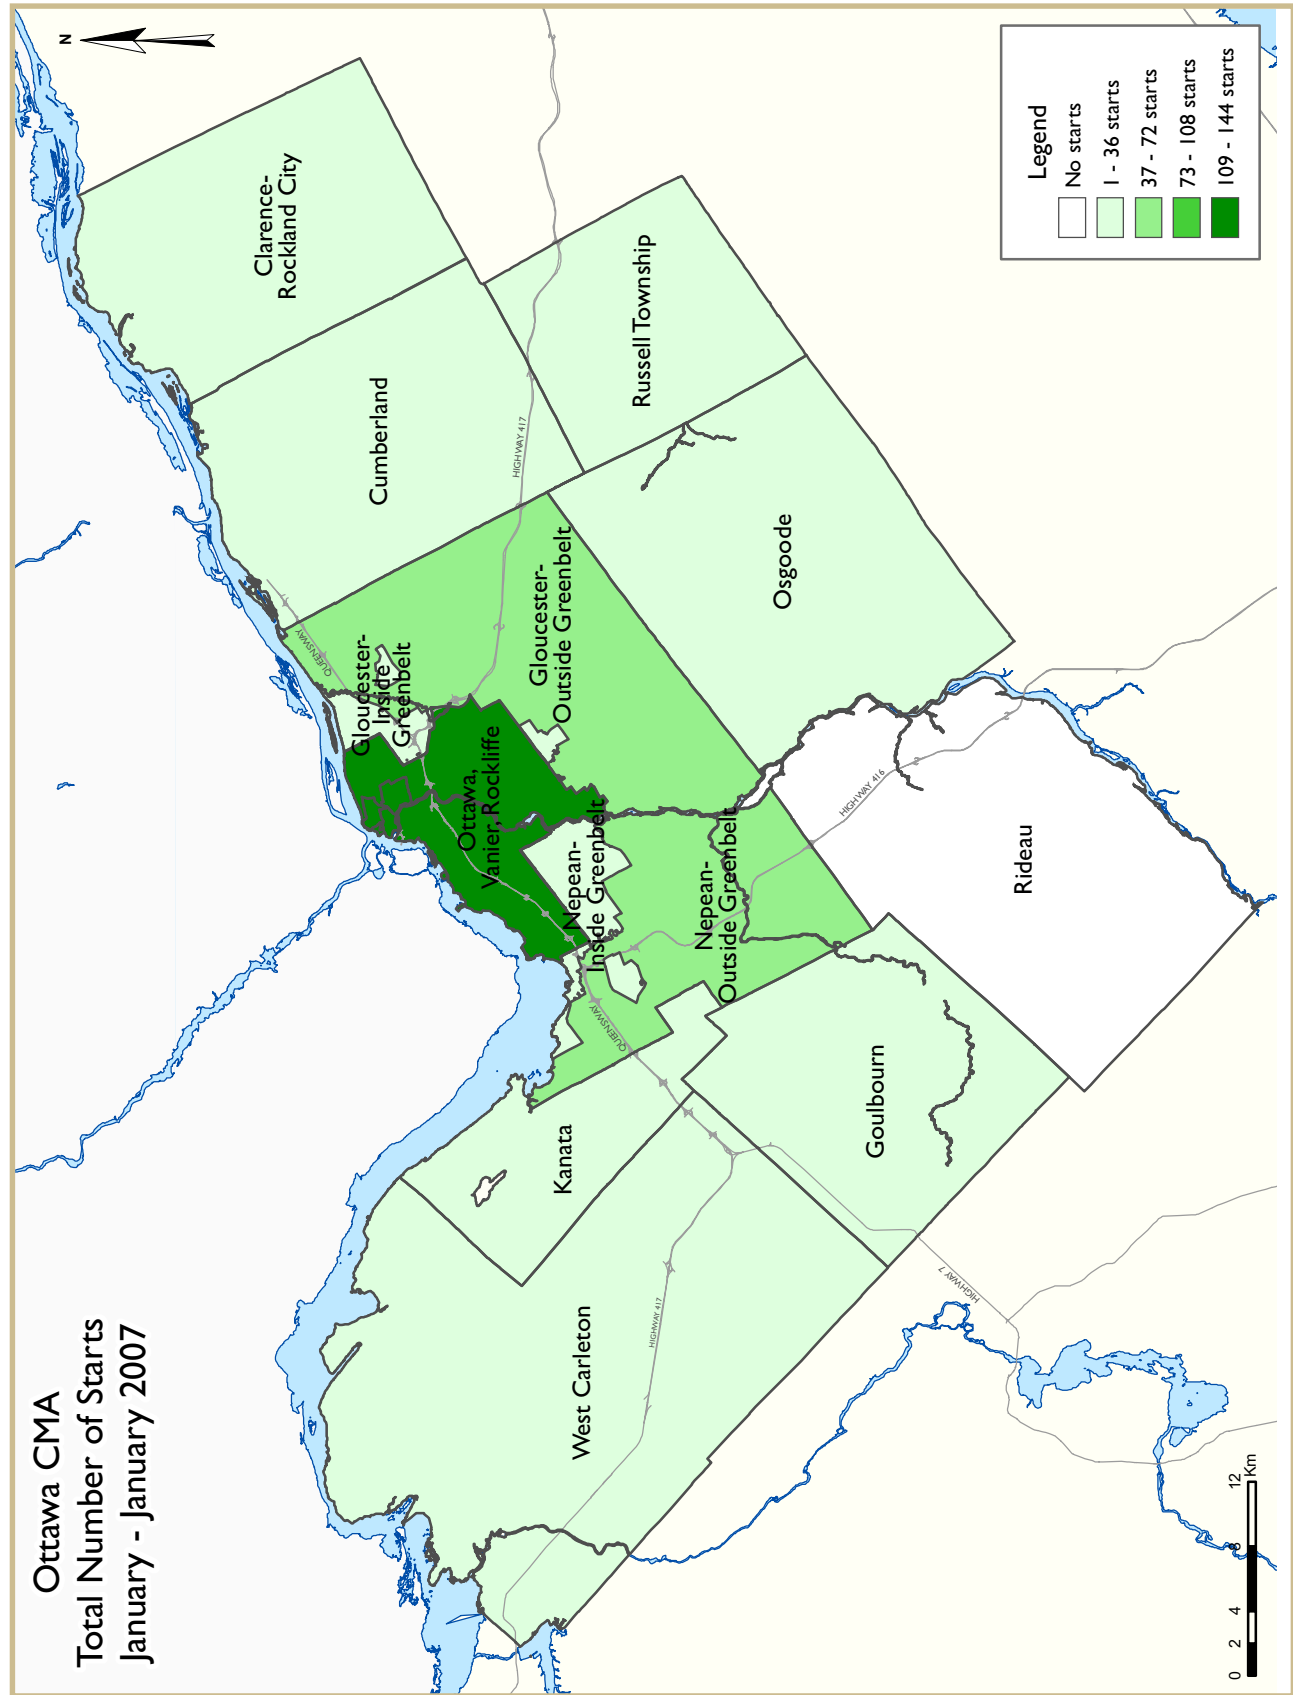 Ottawa CMA
Total Number of Starts
January - January 2007
N
Clarence-
Rockland City
Cumberland
Russell Township
HIGHWAY 417
QUEENSWAY
Gloucester-
Inside
Greenbelt
Gloucester-
Outside Greenbelt
Osgoode
Ottawa,
Vanier, Rockliffe
Nepean-
Inside Greenbelt
Nepean-
Outside Greenbelt
HIGHWAY 416
Rideau
QUEENSWAY
Kanata
Goulbourn
West Carleton
HIGHWAY 417
HIGHWAY 7
Legend
No starts
1 - 36 starts
37 - 72 starts
73 - 108 starts
109 - 144 starts
0 2 4 8 12
Km